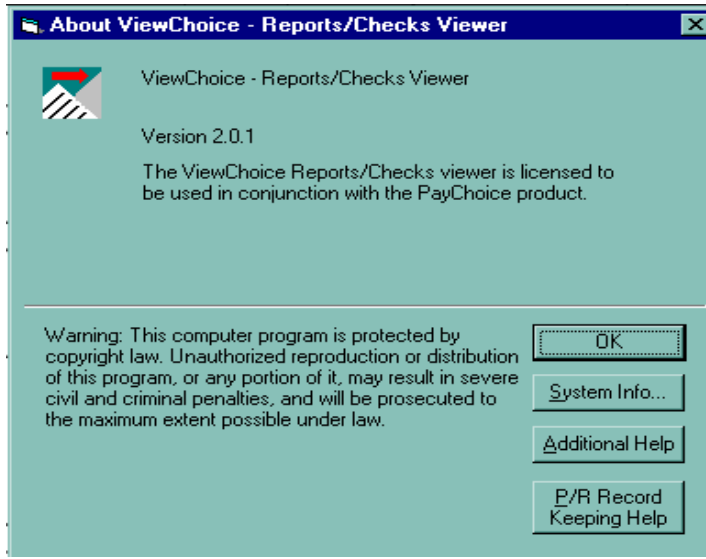 About ViewChoice - Reports/Checks Viewer
ViewChoice - Reports/Checks Viewer
Version 2.0.1
The ViewChoice Reports/Checks viewer is licensed to
be used in conjunction with the PayChoice product.
Warning: This computer program is protected by
copyright law. Unauthorized reproduction or distribution
of this program, or any portion of it, may result in severe
civil and criminal penalties, and will be prosecuted to
the maximum extent possible under law.
OK
System Info...
Additional Help
P/R Record
Keeping Help